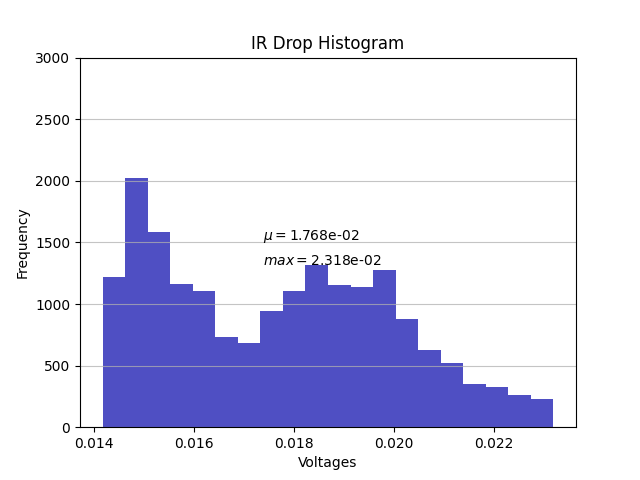 IR Drop Histogram
3000
2500
2000
1500
1000
500
0
Frequency
μ = 1.768e-02
max = 2.318e-02
0.014
0.016
0.018
0.020
0.022
Voltages